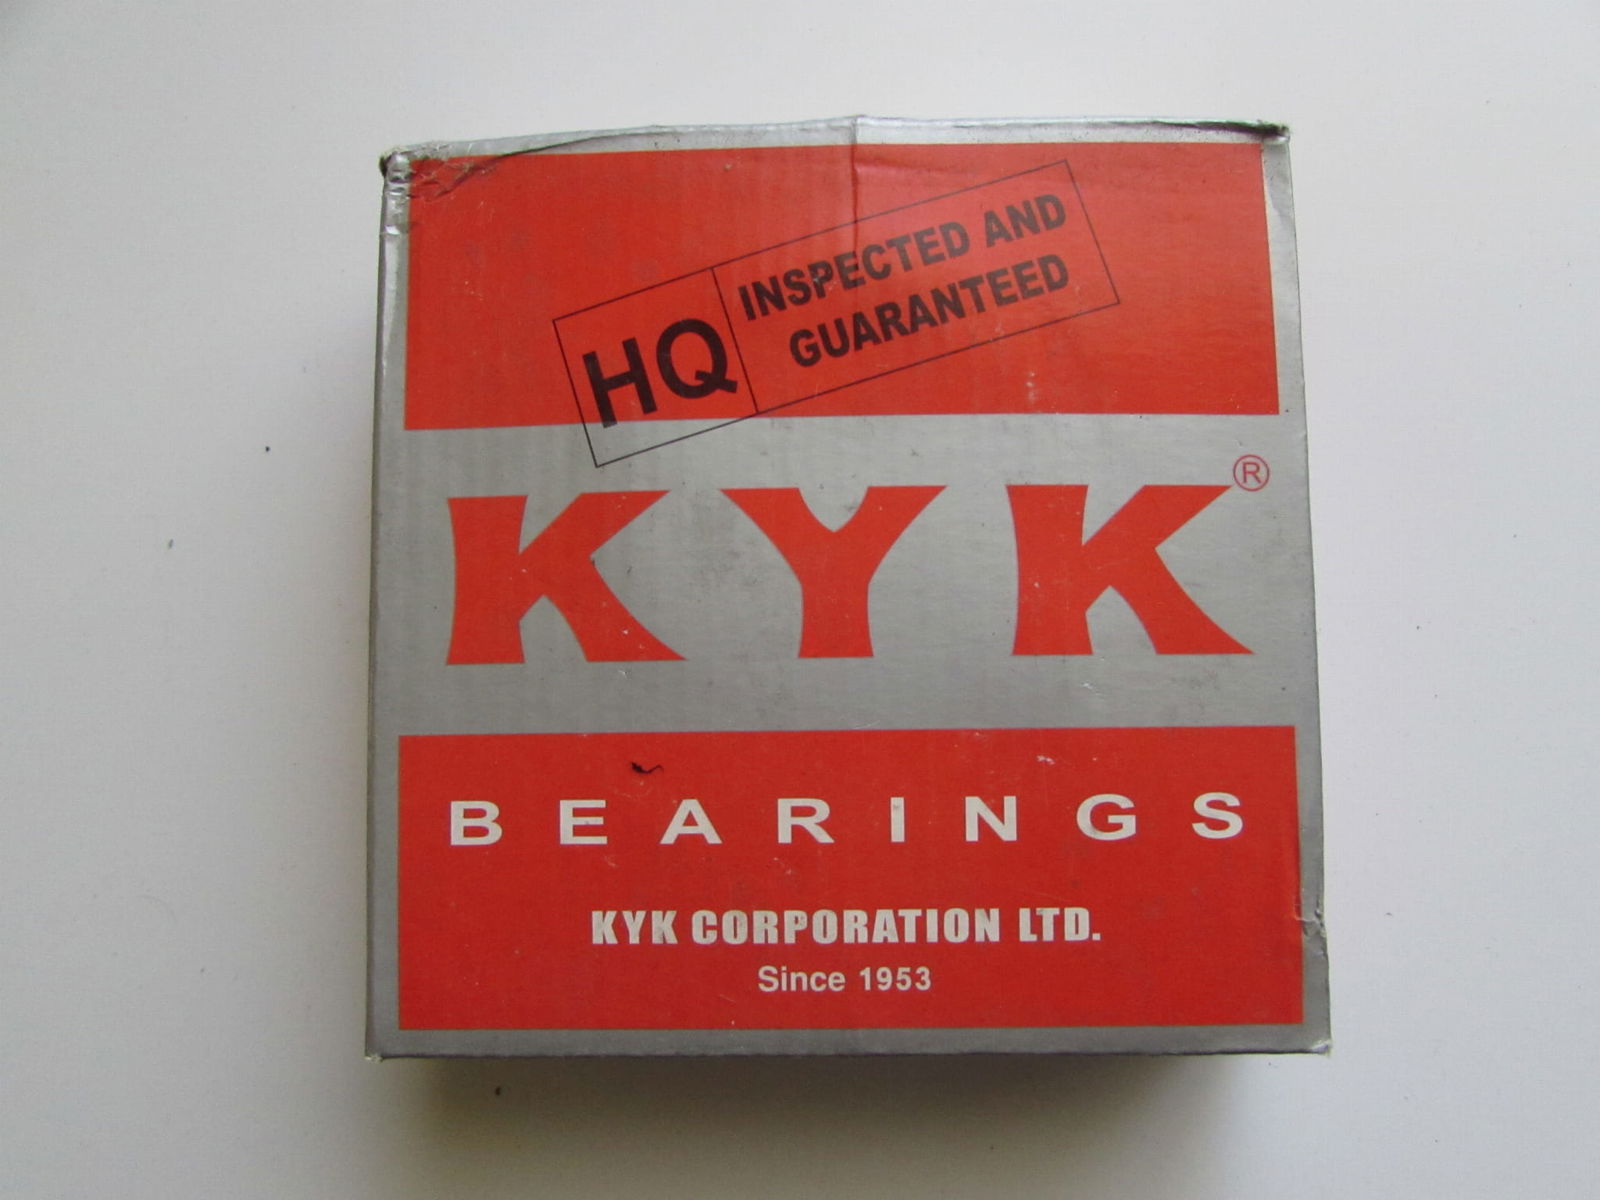 HQ
INSPECTED AND
GUARANTEED
KYK®
BEARINGS
KYK CORPORATION LTD.
Since 1953